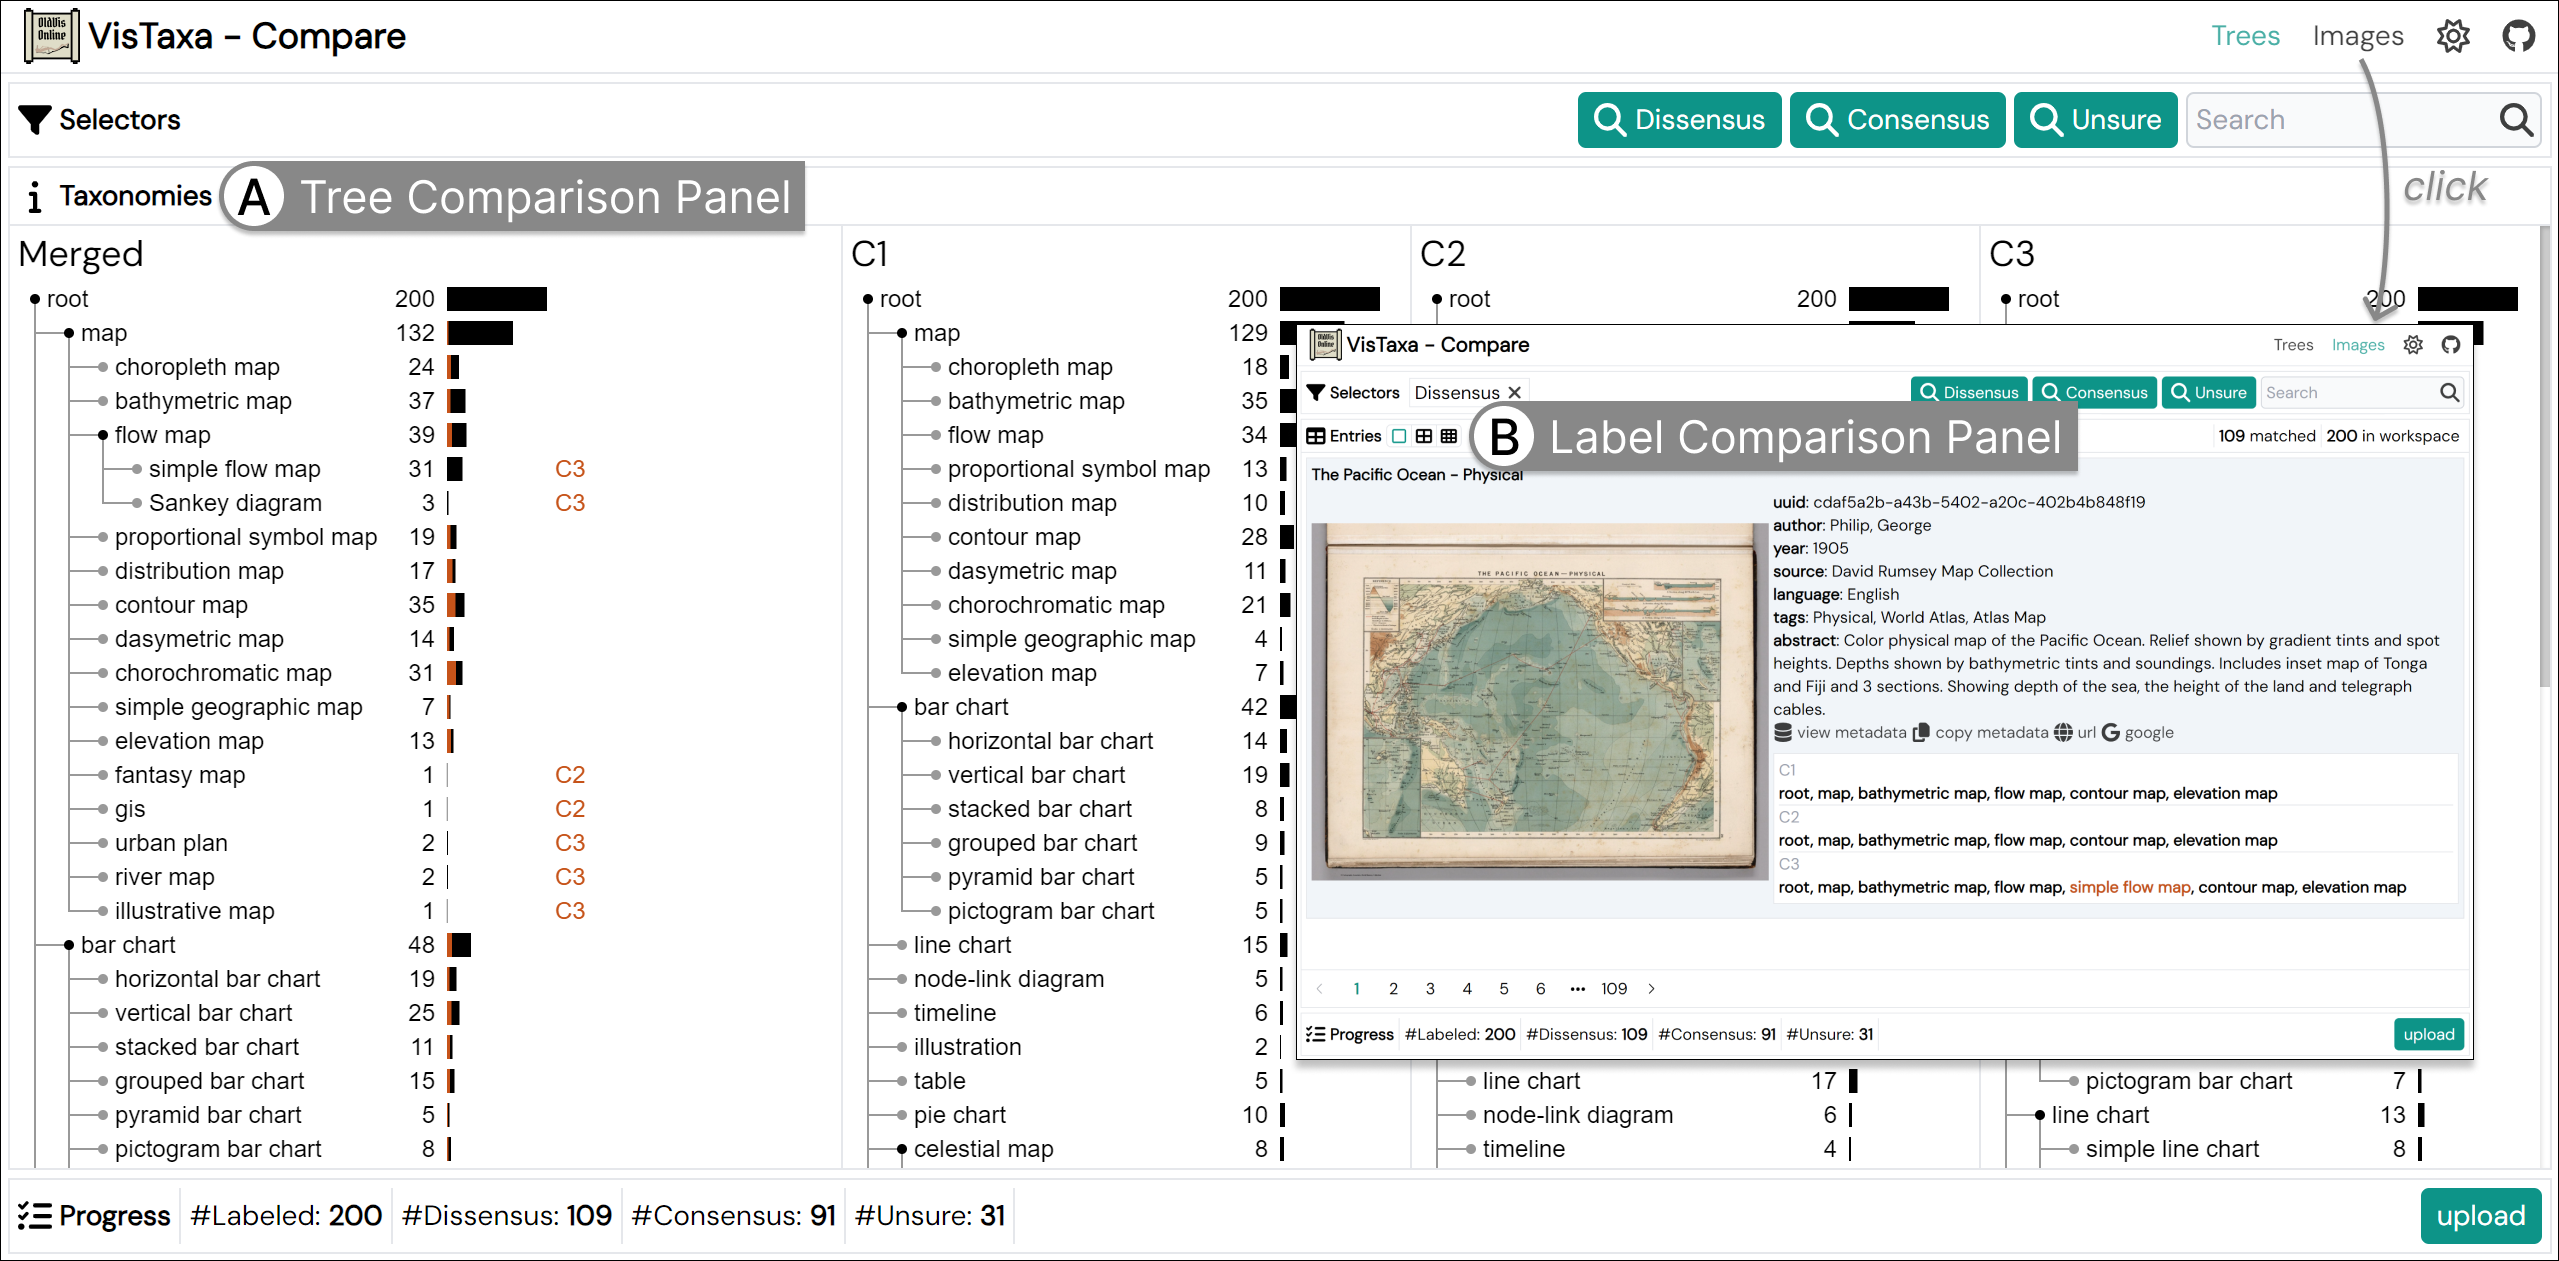 VisTaxa - Compare
Trees Images
Selectors
Dissensus Consensus Unsure Search
Taxonomies
A Tree Comparison Panel
click
Merged
root 200
map 132
choropleth map 24
bathymetric map 37
flow map 39
simple flow map 31 C3
Sankey diagram 3 C3
proportional symbol map 19
distribution map 17
contour map 35
dasymetric map 14
chorochromatic map 31
simple geographic map 7
elevation map 13
fantasy map 1 C2
gis 1 C2
urban plan 2 C3
river map 2 C3
illustrative map 1 C3
bar chart 48
horizontal bar chart 19
vertical bar chart 25
stacked bar chart 11
grouped bar chart 15
pyramid bar chart 5
pictogram bar chart 8
C1
root 200
map 129
choropleth map 18
bathymetric map 35
flow map 34
proportional symbol map 13
distribution map 10
contour map 28
dasymetric map 11
chorochromatic map 21
simple geographic map 4
elevation map 7
bar chart 42
horizontal bar chart 14
vertical bar chart 19
stacked bar chart 8
grouped bar chart 9
pyramid bar chart 5
pictogram bar chart 5
line chart 15
node-link diagram 5
timeline 6
illustration 2
table 5
pie chart 10
celestial map 8
C2
root 200
line chart 17
node-link diagram 6
timeline 4
C3
root 200
pictogram bar chart 7
line chart 13
simple line chart 8
VisTaxa - Compare
Trees Images
Selectors Dissensus
Dissensus Consensus Unsure Search
Entries
B Label Comparison Panel
109 matched 200 in workspace
The Pacific Ocean - Physical
THE PACIFIC OCEAN—PHYSICAL
uuid: cdaf5a2b-a43b-5402-a20c-402b4b848f19
author: Philip, George
year: 1905
source: David Rumsey Map Collection
language: English
tags: Physical, World Atlas, Atlas Map
abstract: Color physical map of the Pacific Ocean. Relief shown by gradient tints and spot
heights. Depths shown by bathymetric tints and soundings. Includes inset map of Tonga
and Fiji and 3 sections. Showing depth of the sea, the height of the land and telegraph
cables.
view metadata copy metadata url google
C1
root, map, bathymetric map, flow map, contour map, elevation map
C2
root, map, bathymetric map, flow map, contour map, elevation map
C3
root, map, bathymetric map, flow map, simple flow map, contour map, elevation map
1 2 3 4 5 6 ••• 109
Progress #Labeled: 200 #Dissensus: 109 #Consensus: 91 #Unsure: 31
upload
Progress #Labeled: 200 #Dissensus: 109 #Consensus: 91 #Unsure: 31
upload